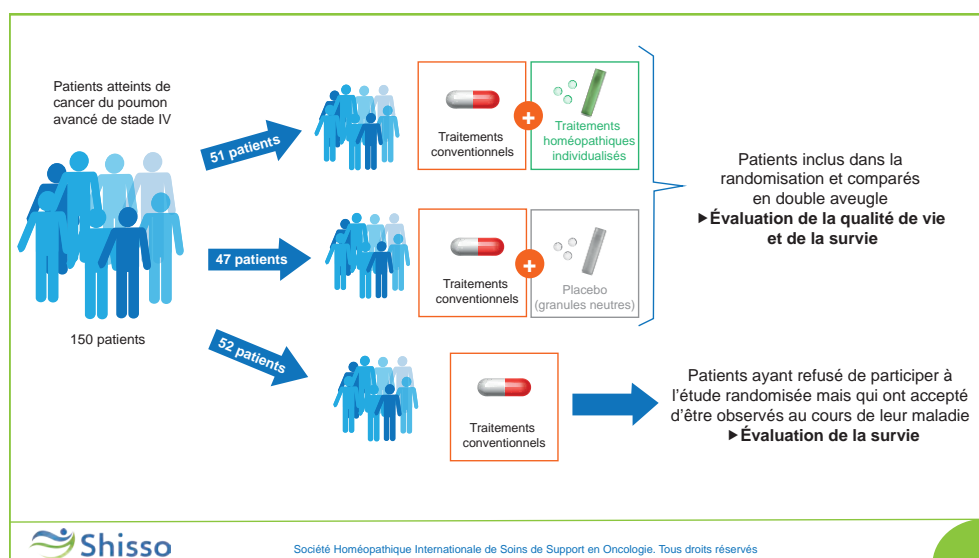 Patients atteints de
cancer du poumon
avancé de stade IV
150 patients
51 patients
Traitements
conventionnels
+
Traitements
homéopathiques
individualisés
47 patients
Traitements
conventionnels
+
Placebo
(granules neutres)
Patients inclus dans la
randomisation et comparés
en double aveugle
▶Évaluation de la qualité de vie
et de la survie
52 patients
Traitements
conventionnels
Patients ayant refusé de participer à
l’étude randomisée mais qui ont accepté
d’être observés au cours de leur maladie
▶Évaluation de la survie
Shisso
Société Homéopathique Internationale de Soins de Support en Oncologie. Tous droits réservés